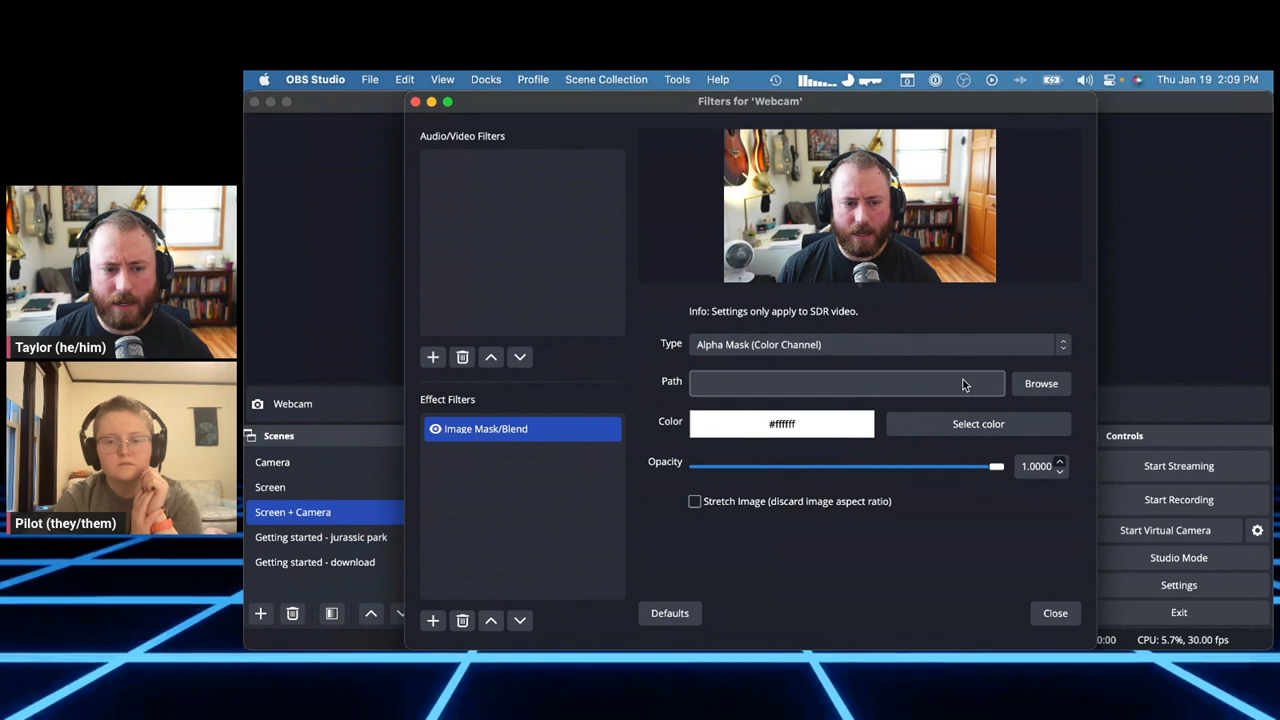 OBS Studio File Edit View Docks Profile Scene Collection Tools Help Thu Jan 19 2:09 PM
Filters for 'Webcam'
Audio/Video Filters
Taylor (he/him)
Pilot (they/them)
Effect Filters
Image Mask/Blend
Info: Settings only apply to SDR video.
Type Alpha Mask (Color Channel)
Path Browse
Color #ffffff Select color
Opacity 1.0000
Stretch Image (discard image aspect ratio)
Defaults Close
Webcam
Scenes
Camera
Screen
Screen + Camera
Getting started - jurassic park
Getting started - download
Controls
Start Streaming
Start Recording
Start Virtual Camera
Studio Mode
Settings
Exit
0:00 CPU: 5.7%, 30.00 fps